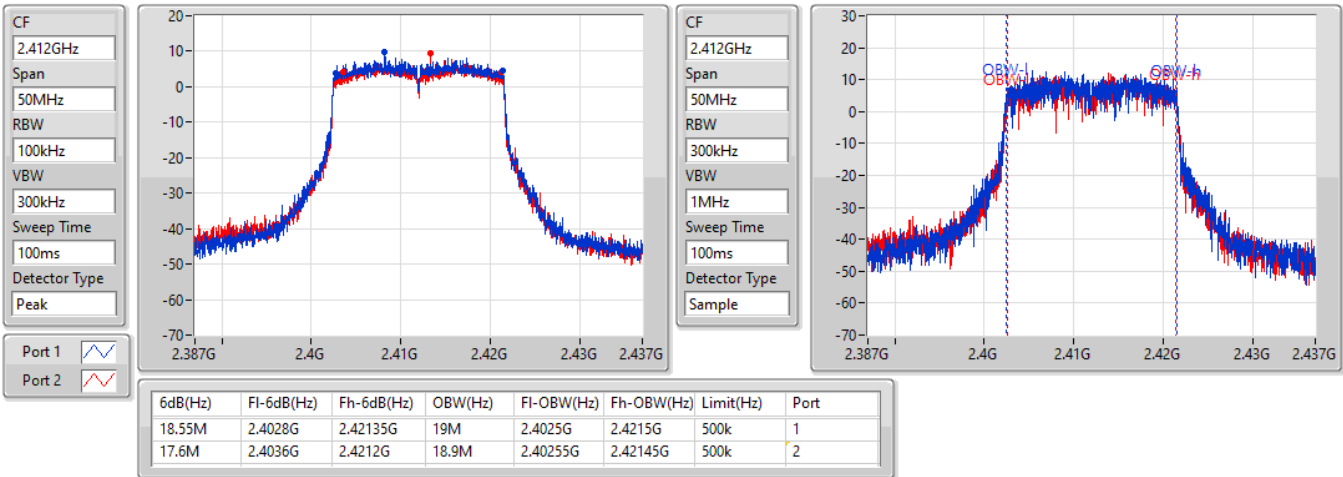 CF
2.412GHz
Span
50MHz
RBW
100kHz
VBW
300kHz
Sweep Time
100ms
Detector Type
Peak
Port 1
Port 2
20
10
0
-10
-20
-30
-40
-50
-60
-70
2.387G 2.4G 2.41G 2.42G 2.43G 2.437G
CF
2.412GHz
Span
50MHz
RBW
300kHz
VBW
1MHz
Sweep Time
100ms
Detector Type
Sample
30
20
10
0
-10
-20
-30
-40
-50
-60
-70
OBW-l OBW-h
2.387G 2.4G 2.41G 2.42G 2.43G 2.437G
6dB(Hz) Fl-6dB(Hz) Fh-6dB(Hz) OBW(Hz) Fl-OBW(Hz) Fh-OBW(Hz) Limit(Hz) Port
18.55M 2.4028G 2.42135G 19M 2.4025G 2.4215G 500k 1
17.6M 2.4036G 2.4212G 18.9M 2.40255G 2.42145G 500k 2